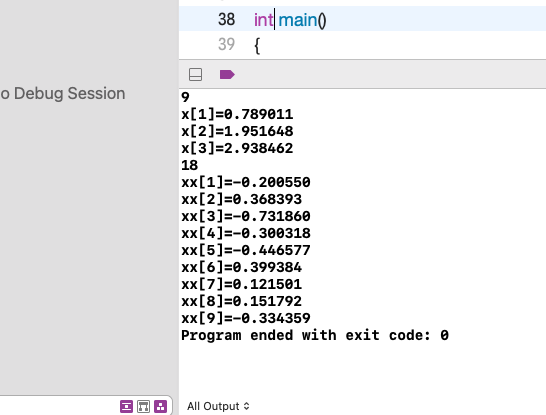 38 int main()
39 {
o Debug Session
9
x[1]=0.789011
x[2]=1.951648
x[3]=2.938462
18
xx[1]=-0.200550
xx[2]=0.368393
xx[3]=-0.731860
xx[4]=-0.300318
xx[5]=-0.446577
xx[6]=0.399384
xx[7]=0.121501
xx[8]=0.151792
xx[9]=-0.334359
Program ended with exit code: 0
All Output